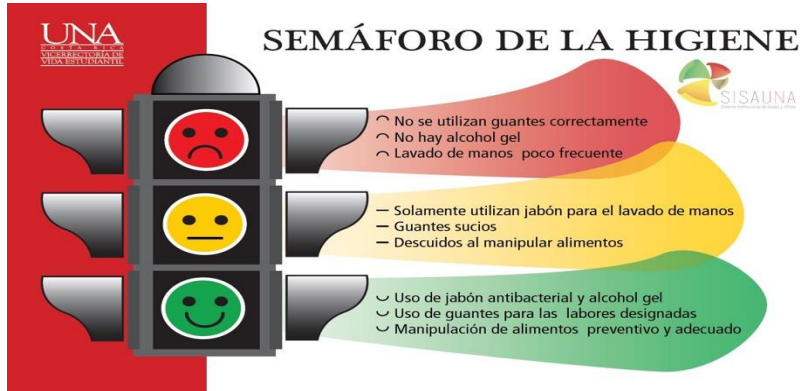 UNA
COSTA RICA
VICERRECTORÍA DE
VIDA ESTUDIANTIL
SEMÁFORO DE LA HIGIENE
SISAUNA
No se utilizan guantes correctamente
No hay alcohol gel
Lavado de manos poco frecuente
— Solamente utilizan jabón para el lavado de manos
— Guantes sucios
— Descuidos al manipular alimentos
Uso de jabón antibacterial y alcohol gel
Uso de guantes para las labores designadas
Manipulación de alimentos preventivo y adecuado